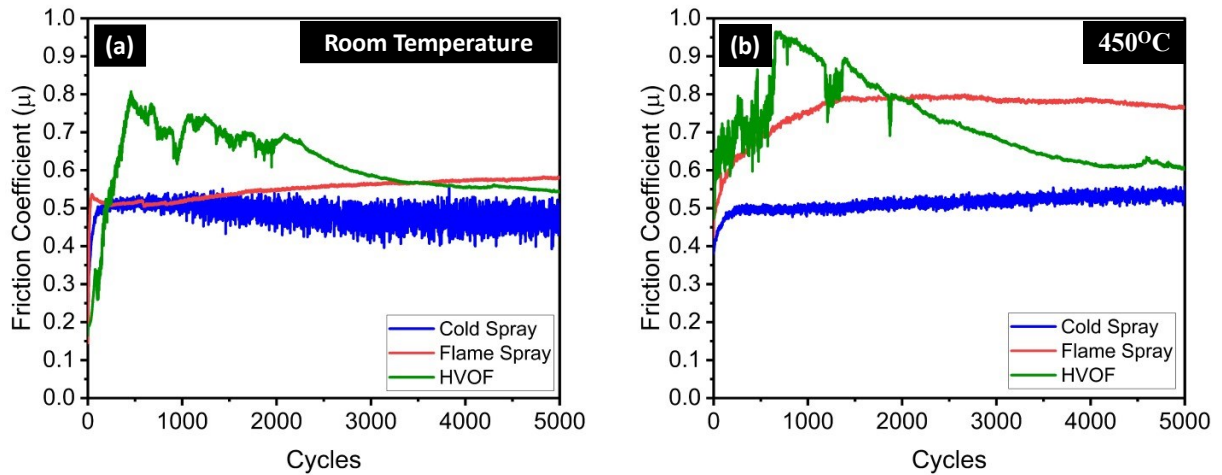 (a)
Room Temperature
Friction Coefficient (μ)
1.0
0.9
0.8
0.7
0.6
0.5
0.4
0.3
0.2
0.1
0.0
0 1000 2000 3000 4000 5000
Cycles
Cold Spray
Flame Spray
HVOF
(b)
450⁰C
Friction Coefficient (μ)
1.0
0.9
0.8
0.7
0.6
0.5
0.4
0.3
0.2
0.1
0.0
0 1000 2000 3000 4000 5000
Cycles
Cold Spray
Flame Spray
HVOF